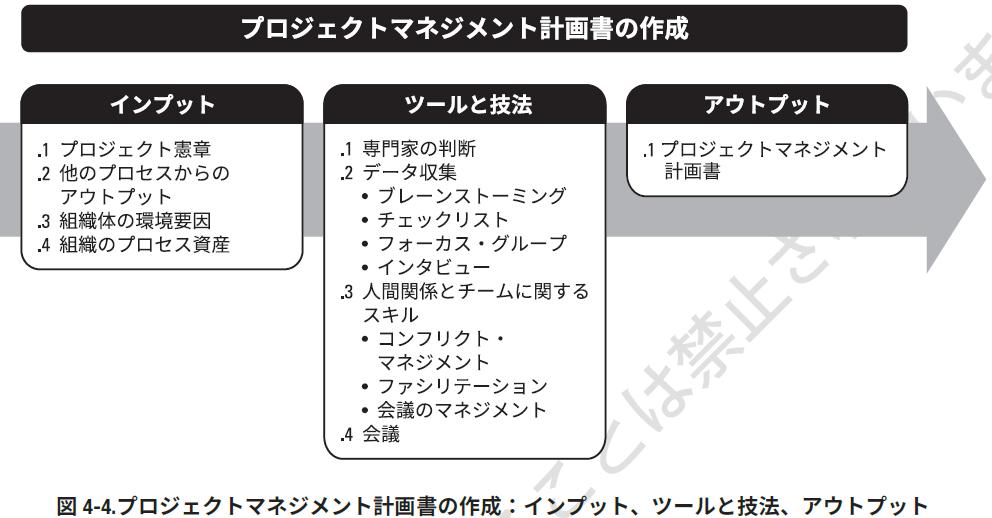 プロジェクトマネジメント計画書の作成
インプット
.1 プロジェクト憲章
.2 他のプロセスからの
アウトプット
.3 組織体の環境要因
.4 組織のプロセス資産
ツールと技法
.1 専門家の判断
.2 データ収集
• ブレーンストーミング
• チェックリスト
• フォーカス・グループ
• インタビュー
.3 人間関係とチームに関する
スキル
• コンフリクト・
マネジメント
• ファシリテーション
• 会議のマネジメント
.4 会議
アウトプット
.1 プロジェクトマネジメント
計画書
ことは禁止さ
図 4-4.プロジェクトマネジメント計画書の作成：インプット、ツールと技法、アウトプット